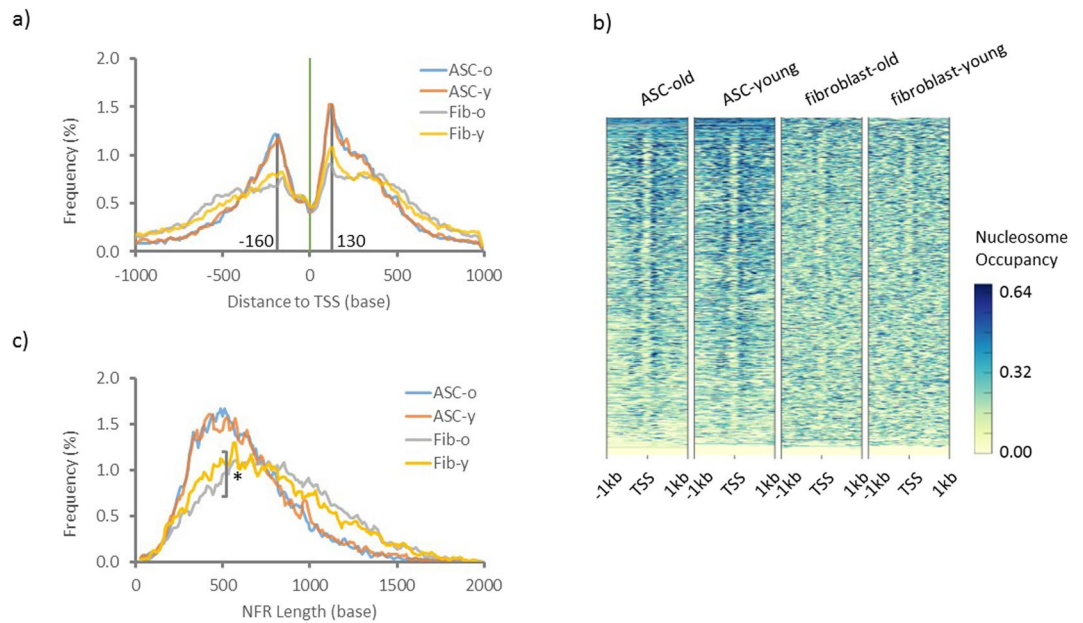 a)
2.0
1.5
1.0
0.5
0.0
Frequency (%)
ASC-o
ASC-y
Fib-o
Fib-y
-160
130
-1000
-500
0
500
1000
Distance to TSS (base)
b)
ASC-old
ASC-young
fibroblast-old
fibroblast-young
Nucleosome
Occupancy
0.64
0.32
0.00
-1kb
TSS
1kb
-1kb
TSS
1kb
-1kb
TSS
1kb
-1kb
TSS
1kb
c)
2.0
1.5
1.0
0.5
0.0
Frequency (%)
ASC-o
ASC-y
Fib-o
Fib-y
*
0
500
1000
1500
2000
NFR Length (base)